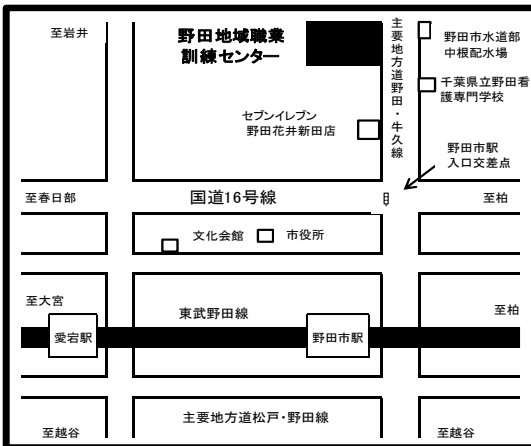 至岩井
野田地域職業
訓練センター
主要地方道野田・牛久線
野田市水道部
中根配水場
千葉県立野田看
護専門学校
セブンイレブン
野田花井新田店
野田市駅
入口交差点
至春日部
国道16号線
至柏
文化会館
市役所
至大宮
東武野田線
至柏
愛宕駅
野田市駅
主要地方道松戸・野田線
至越谷
至越谷